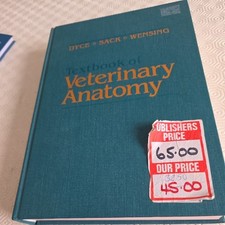 DYCE • SACK • WENSING
Textbook of
Veterinary
Anatomy
UBLISHERS
PRICE
65.00
OUR PRICE
45.00